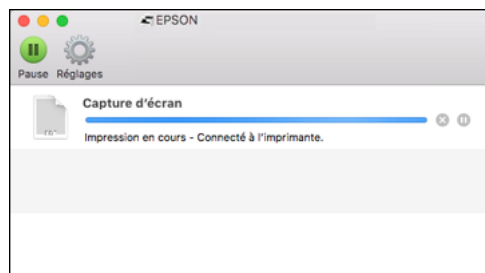 EPSON
Pause Réglages
Capture d'écran
Impression en cours - Connecté à l'imprimante.